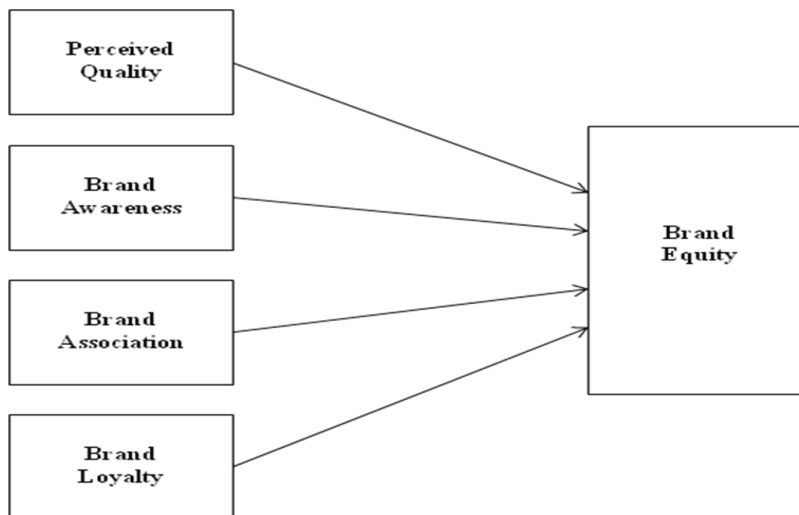 Perceived
Quality
Brand
Awareness
Brand
Association
Brand
Loyalty
Brand
Equity